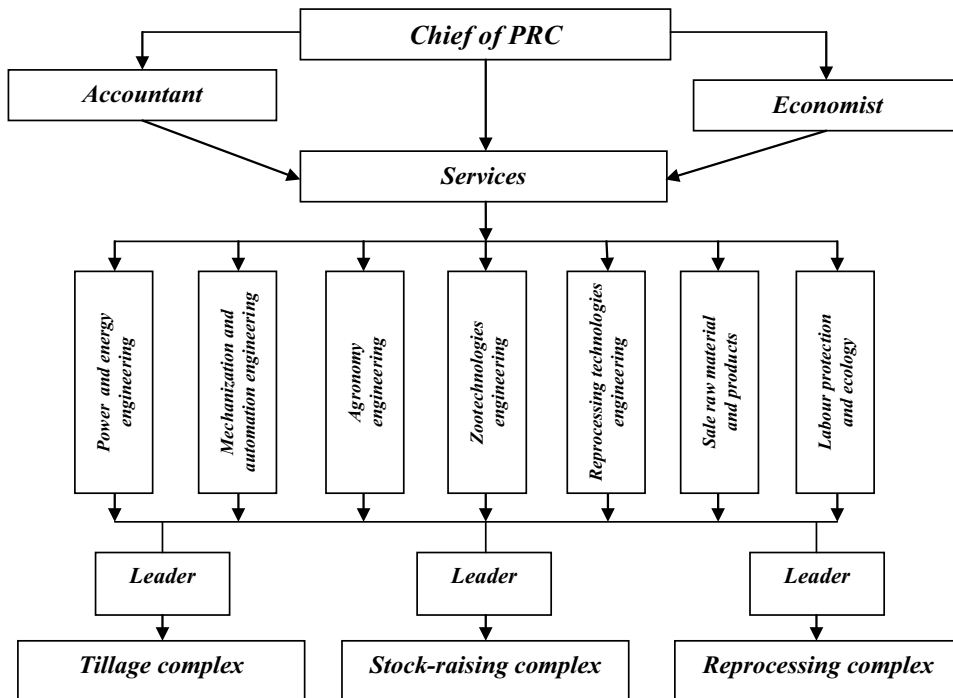 Chief of PRC
Accountant
Economist
Services
Power and energy
engineering
Mechanization and
automation engineering
Agronomy
engineering
Zootechnologies
engineering
Reprocessing technologies
engineering
Sale raw material
and products
Labour protection
and ecology
Leader
Leader
Leader
Tillage complex
Stock-raising complex
Reprocessing complex